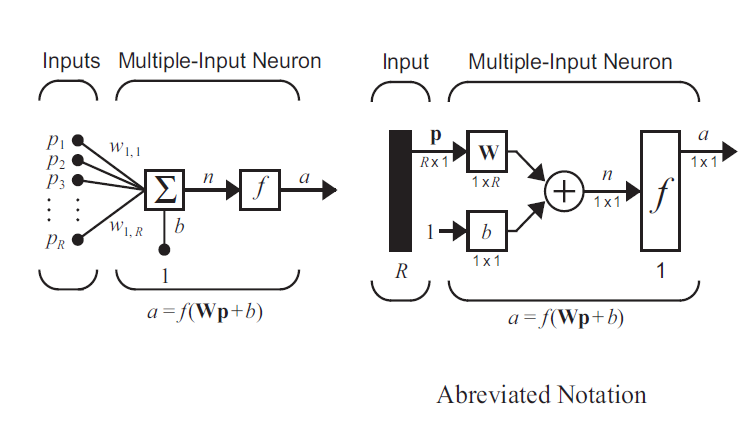 Inputs Multiple-Input Neuron
p1
p2
p3
pR
w1, 1
w1, R
Σ
n
f
a
b
1
a = f(Wp+b)
Input Multiple-Input Neuron
p
R x 1
W
1 x R
1
b
1 x 1
+
n
1 x 1
f
a
1 x 1
R
1
a = f(Wp+b)
Abreviated Notation